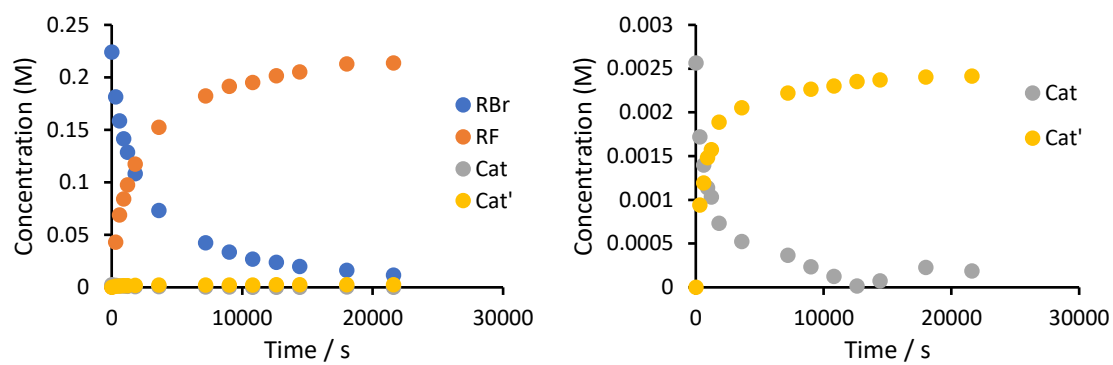 Concentration (M)
0.25
0.2
0.15
0.1
0.05
0
0
10000
20000
30000
Time / s
RBr
RF
Cat
Cat'
Concentration (M)
0.003
0.0025
0.002
0.0015
0.001
0.0005
0
0
10000
20000
30000
Time / s
Cat
Cat'